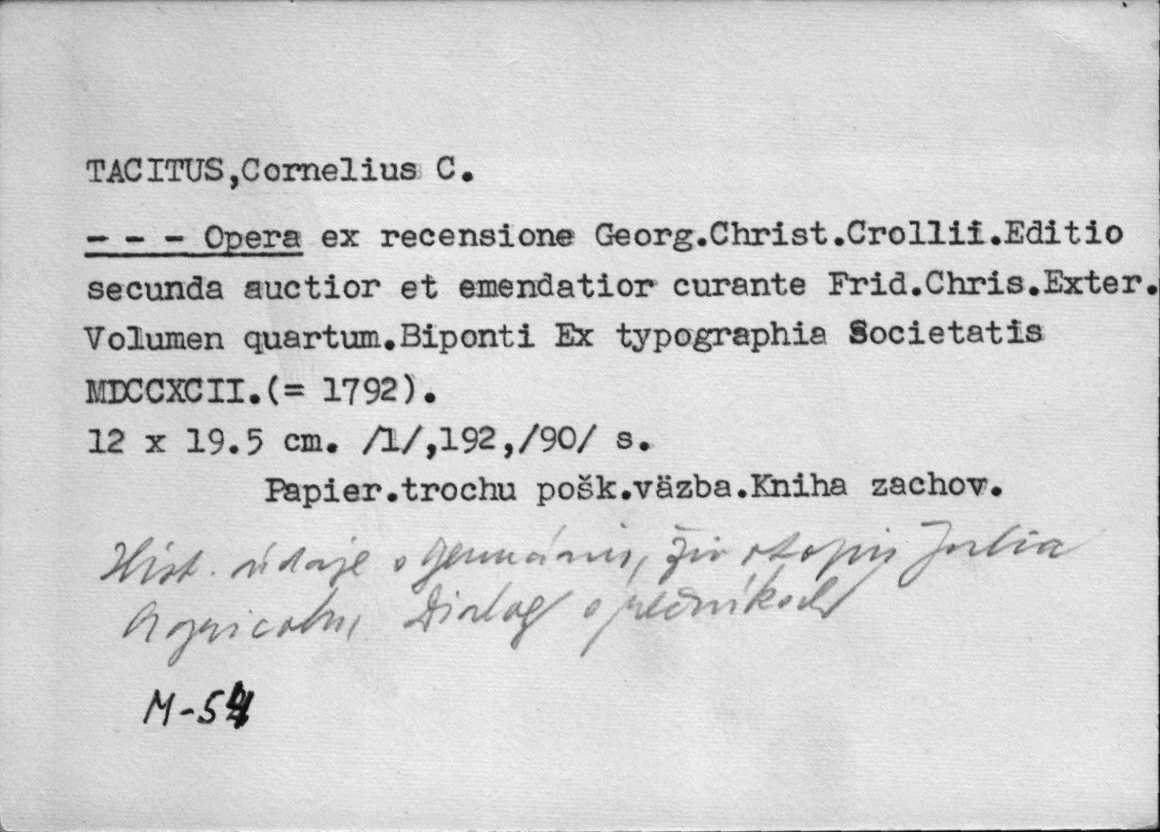 TACITUS,Cornelius C.
- - - Opera ex recensione Georg.Christ.Crollii.Editio
secunda auctior et emendatior curante Frid.Chris.Exter.
Volumen quartum.Biponti Ex typographia Societatis
MDCCXCII.(= 1792).
12 x 19.5 cm. /1/,192,/90/ s.
Papier.trochu pošk.väzba.Kniha zachov.
Hist. údaje o Germánii, životopis Julia
Agricolu, Dialog o rečníkoch
M-54